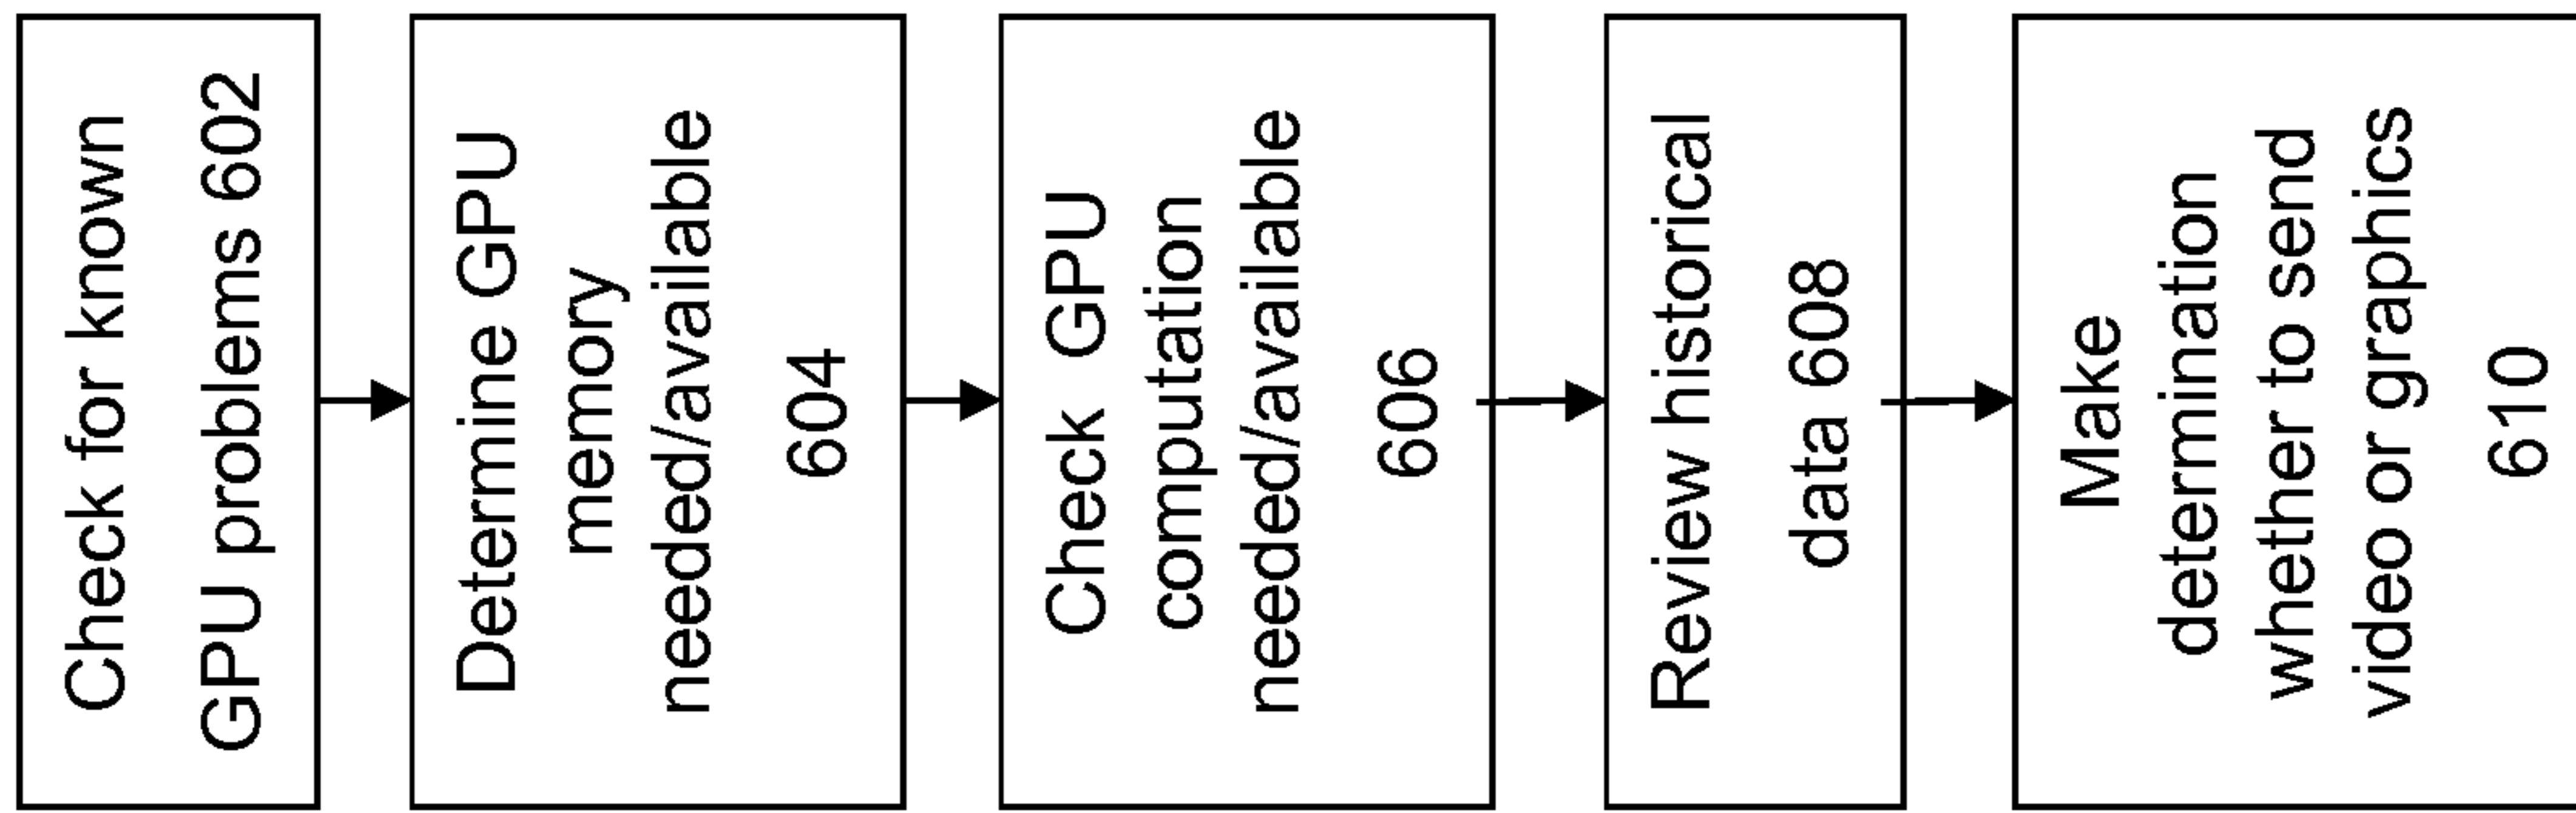 Check for known
GPU problems 602
Determine GPU
memory
needed/available
604
Check GPU
computation
needed/available
606
Review historical
data 608
Make
determination
whether to send
video or graphics
610